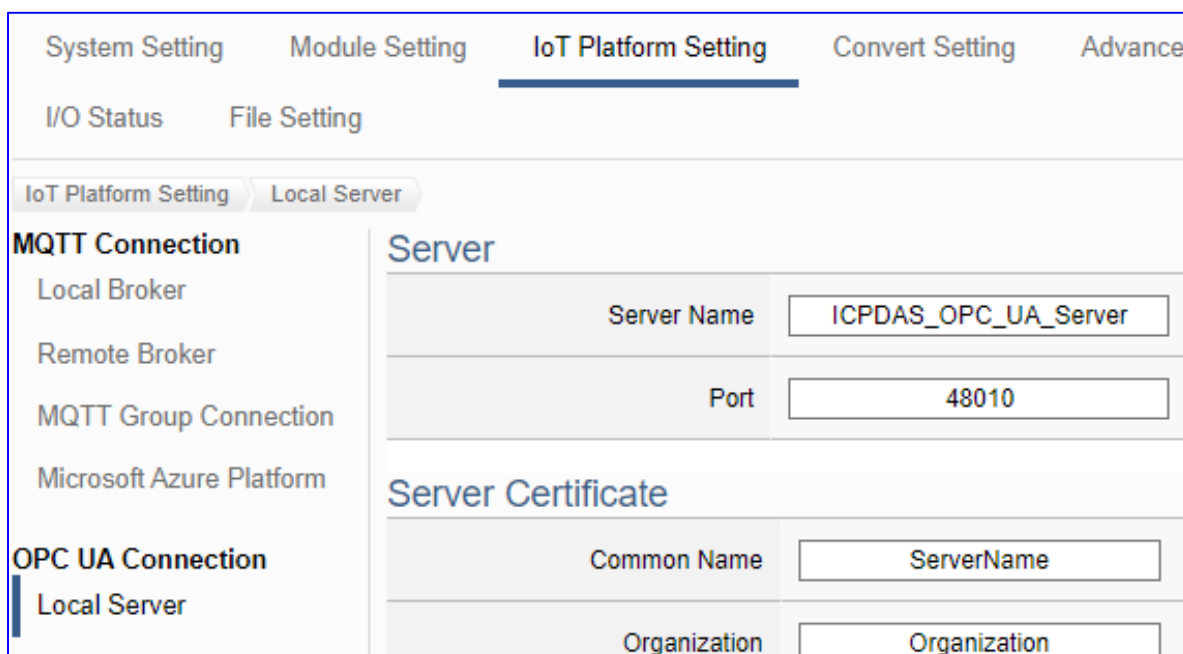 System Setting Module Setting IoT Platform Setting Convert Setting Advance
I/O Status File Setting
IoT Platform Setting Local Server
MQTT Connection
Local Broker
Remote Broker
MQTT Group Connection
Microsoft Azure Platform
OPC UA Connection
Local Server
Server
Server Name ICPDAS_OPC_UA_Server
Port 48010
Server Certificate
Common Name ServerName
Organization Organization